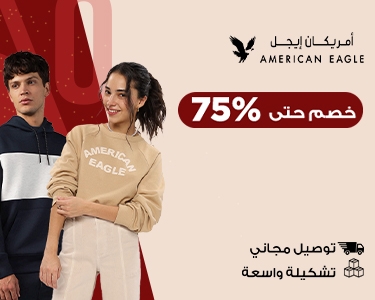 أمريكان إيجل
AMERICAN EAGLE
خصم حتى 75%
AMERICAN
EAGLE
توصيل مجاني
تشكيلة واسعة